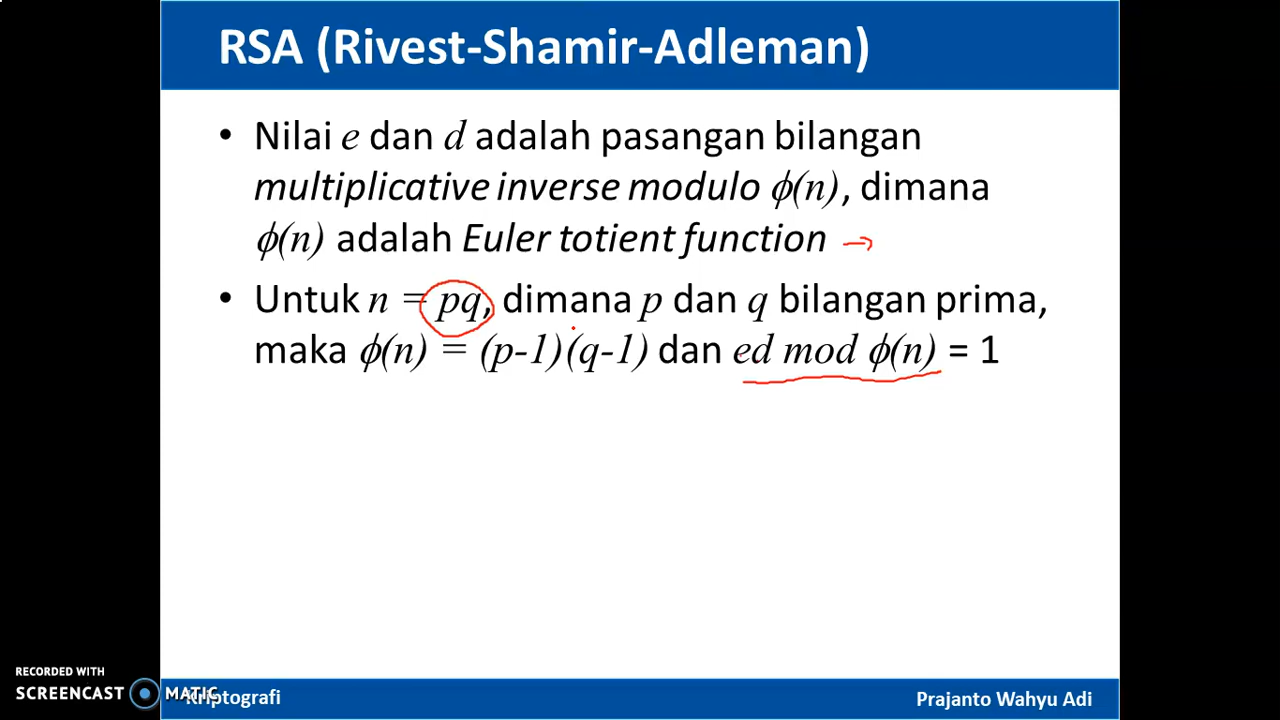 RSA (Rivest-Shamir-Adleman)
• Nilai e dan d adalah pasangan bilangan
multiplicative inverse modulo ϕ(n), dimana
ϕ(n) adalah Euler totient function →
• Untuk n = pq, dimana p dan q bilangan prima,
maka ϕ(n) = (p-1)(q-1) dan ed mod ϕ(n) = 1
RECORDED WITH
SCREENCAST MATIC
Kriptografi
Prajanto Wahyu Adi